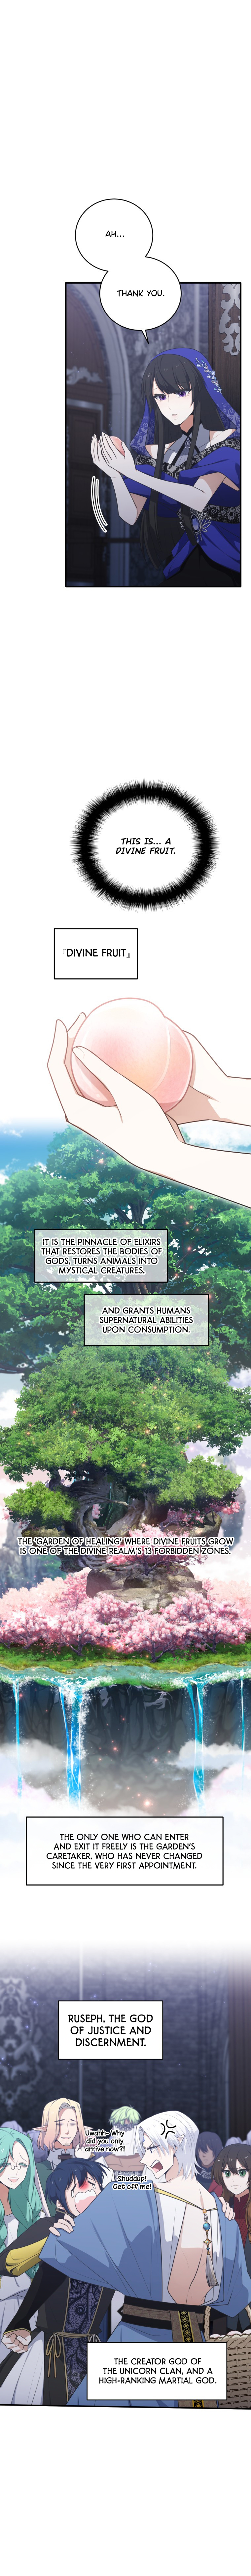 AH...
THANK YOU.
THIS IS... A
DIVINE FRUIT.
『DIVINE FRUIT』
IT IS THE PINNACLE OF ELIXIRS
THAT RESTORES THE BODIES OF
GODS, TURNS ANIMALS INTO
MYSTICAL CREATURES,
AND GRANTS HUMANS
SUPERNATURAL ABILITIES
UPON CONSUMPTION.
THE 'GARDEN OF HEALING' WHERE DIVINE FRUITS GROW
IS ONE OF THE DIVINE REALM'S 13 FORBIDDEN ZONES.
THE ONLY ONE WHO CAN ENTER
AND EXIT IT FREELY IS THE GARDEN'S
CARETAKER, WHO HAS NEVER CHANGED
SINCE THE VERY FIRST APPOINTMENT.
RUSEPH, THE GOD
OF JUSTICE AND
DISCERNMENT.
Uwahh~ Why
did you only
arrive now?!
Shuddup!
Get off me!
THE CREATOR GOD OF
THE UNICORN CLAN, AND A
HIGH-RANKING MARTIAL GOD.